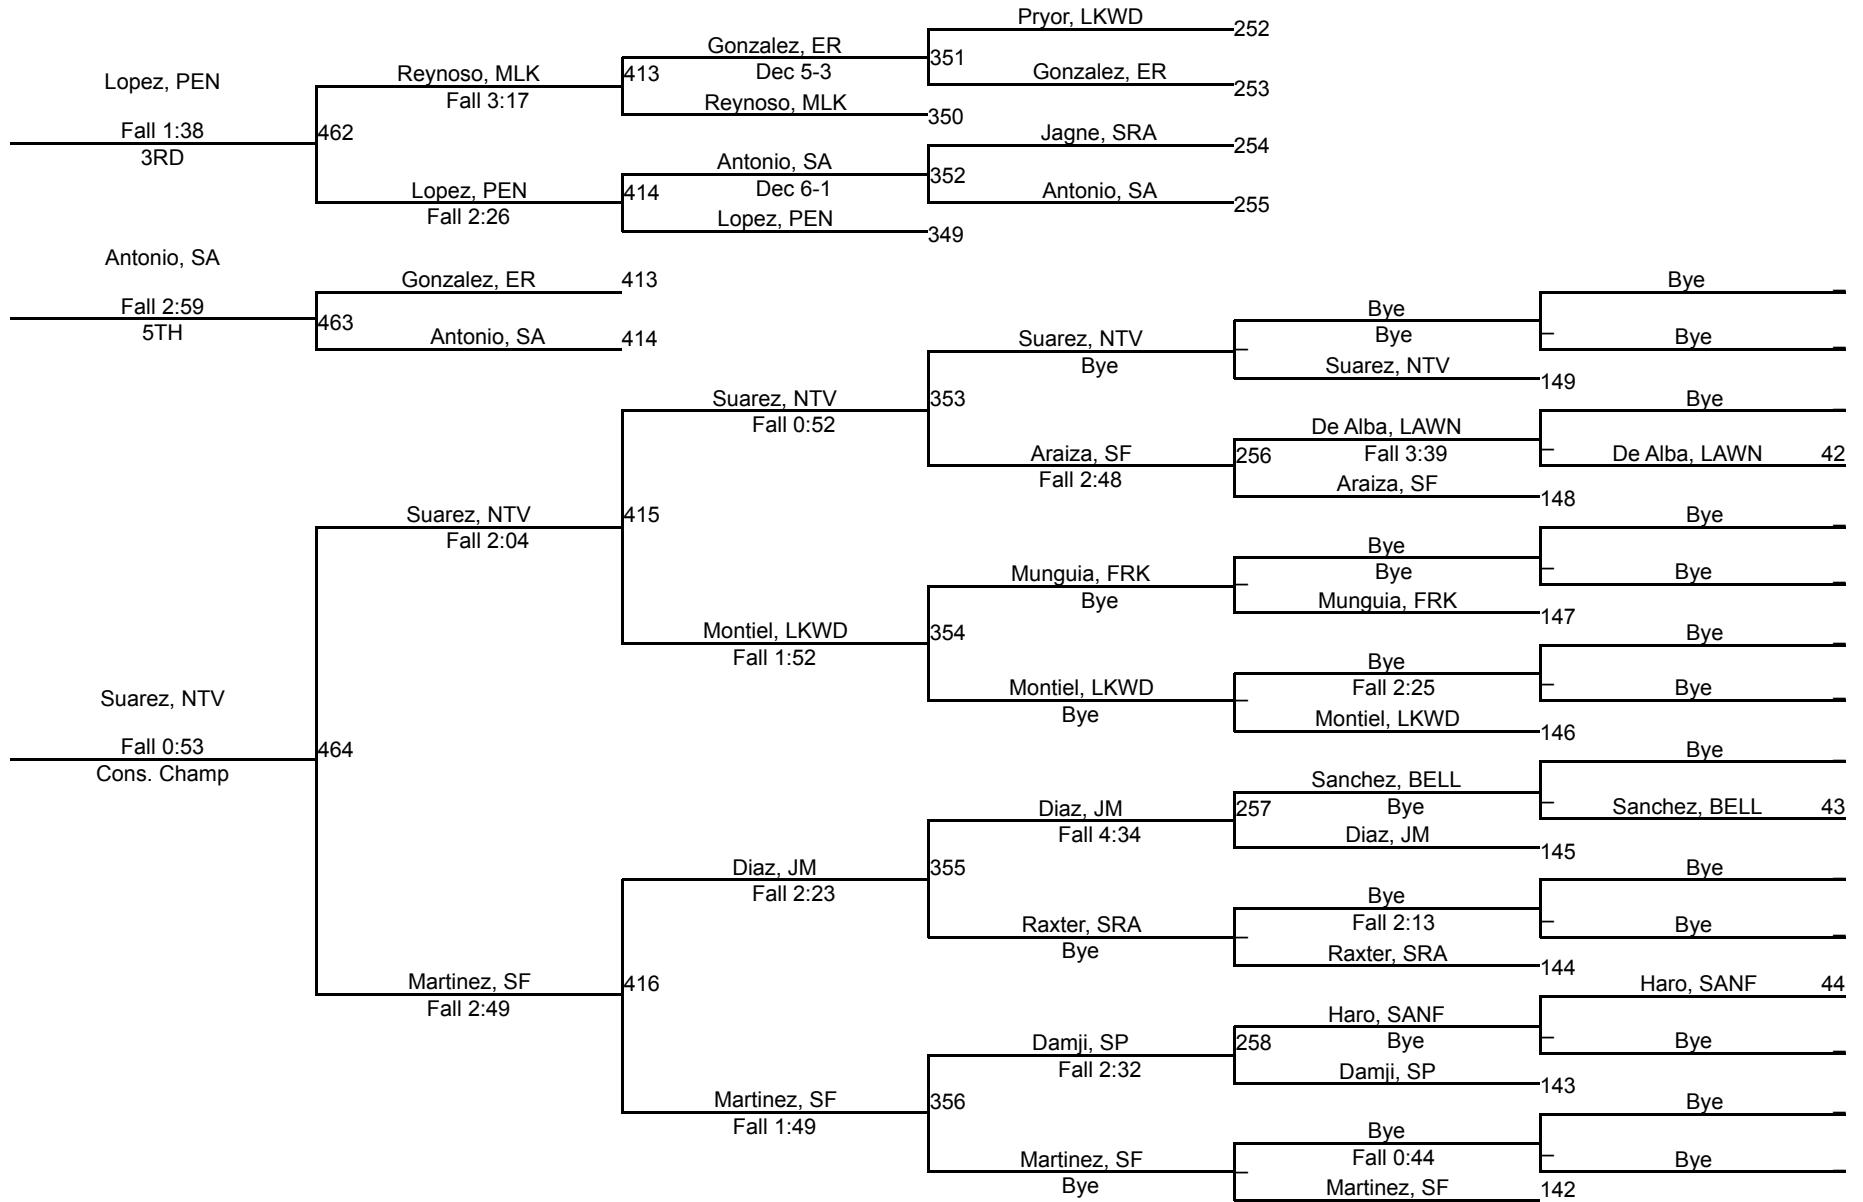 Pryor, LKWD
252
Gonzalez, ER
351
Lopez, PEN
Reynoso, MLK
413
Dec 5-3
Gonzalez, ER
253
Fall 3:17
Reynoso, MLK
350
Fall 1:38
462
Jagne, SRA
254
3RD
Antonio, SA
352
Lopez, PEN
414
Dec 6-1
Antonio, SA
255
Fall 2:26
Lopez, PEN
349
Antonio, SA
Gonzalez, ER
413
Bye
Fall 2:59
463
Bye
5TH
Antonio, SA
414
Suarez, NTV
Bye
Bye
Bye
Suarez, NTV
149
Suarez, NTV
353
Bye
Fall 0:52
De Alba, LAWN
Araiza, SF
256
Fall 3:39
De Alba, LAWN 42
Fall 2:48
Araiza, SF
148
Suarez, NTV
415
Bye
Fall 2:04
Bye
Munguia, FRK
Bye
Bye
Bye
Munguia, FRK
147
Montiel, LKWD
354
Bye
Fall 1:52
Bye
Montiel, LKWD
Fall 2:25
Bye
Suarez, NTV
Bye
Montiel, LKWD
146
Fall 0:53
464
Bye
Cons. Champ
Sanchez, BELL
Diaz, JM
257
Bye
Sanchez, BELL 43
Fall 4:34
Diaz, JM
145
Diaz, JM
355
Bye
Fall 2:23
Bye
Raxter, SRA
Fall 2:13
Bye
Bye
Raxter, SRA
144
Martinez, SF
416
Haro, SANF 44
Fall 2:49
Haro, SANF
Damji, SP
258
Bye
Bye
Fall 2:32
Damji, SP
143
Martinez, SF
356
Bye
Fall 1:49
Bye
Martinez, SF
Fall 0:44
Bye
Bye
Martinez, SF
142